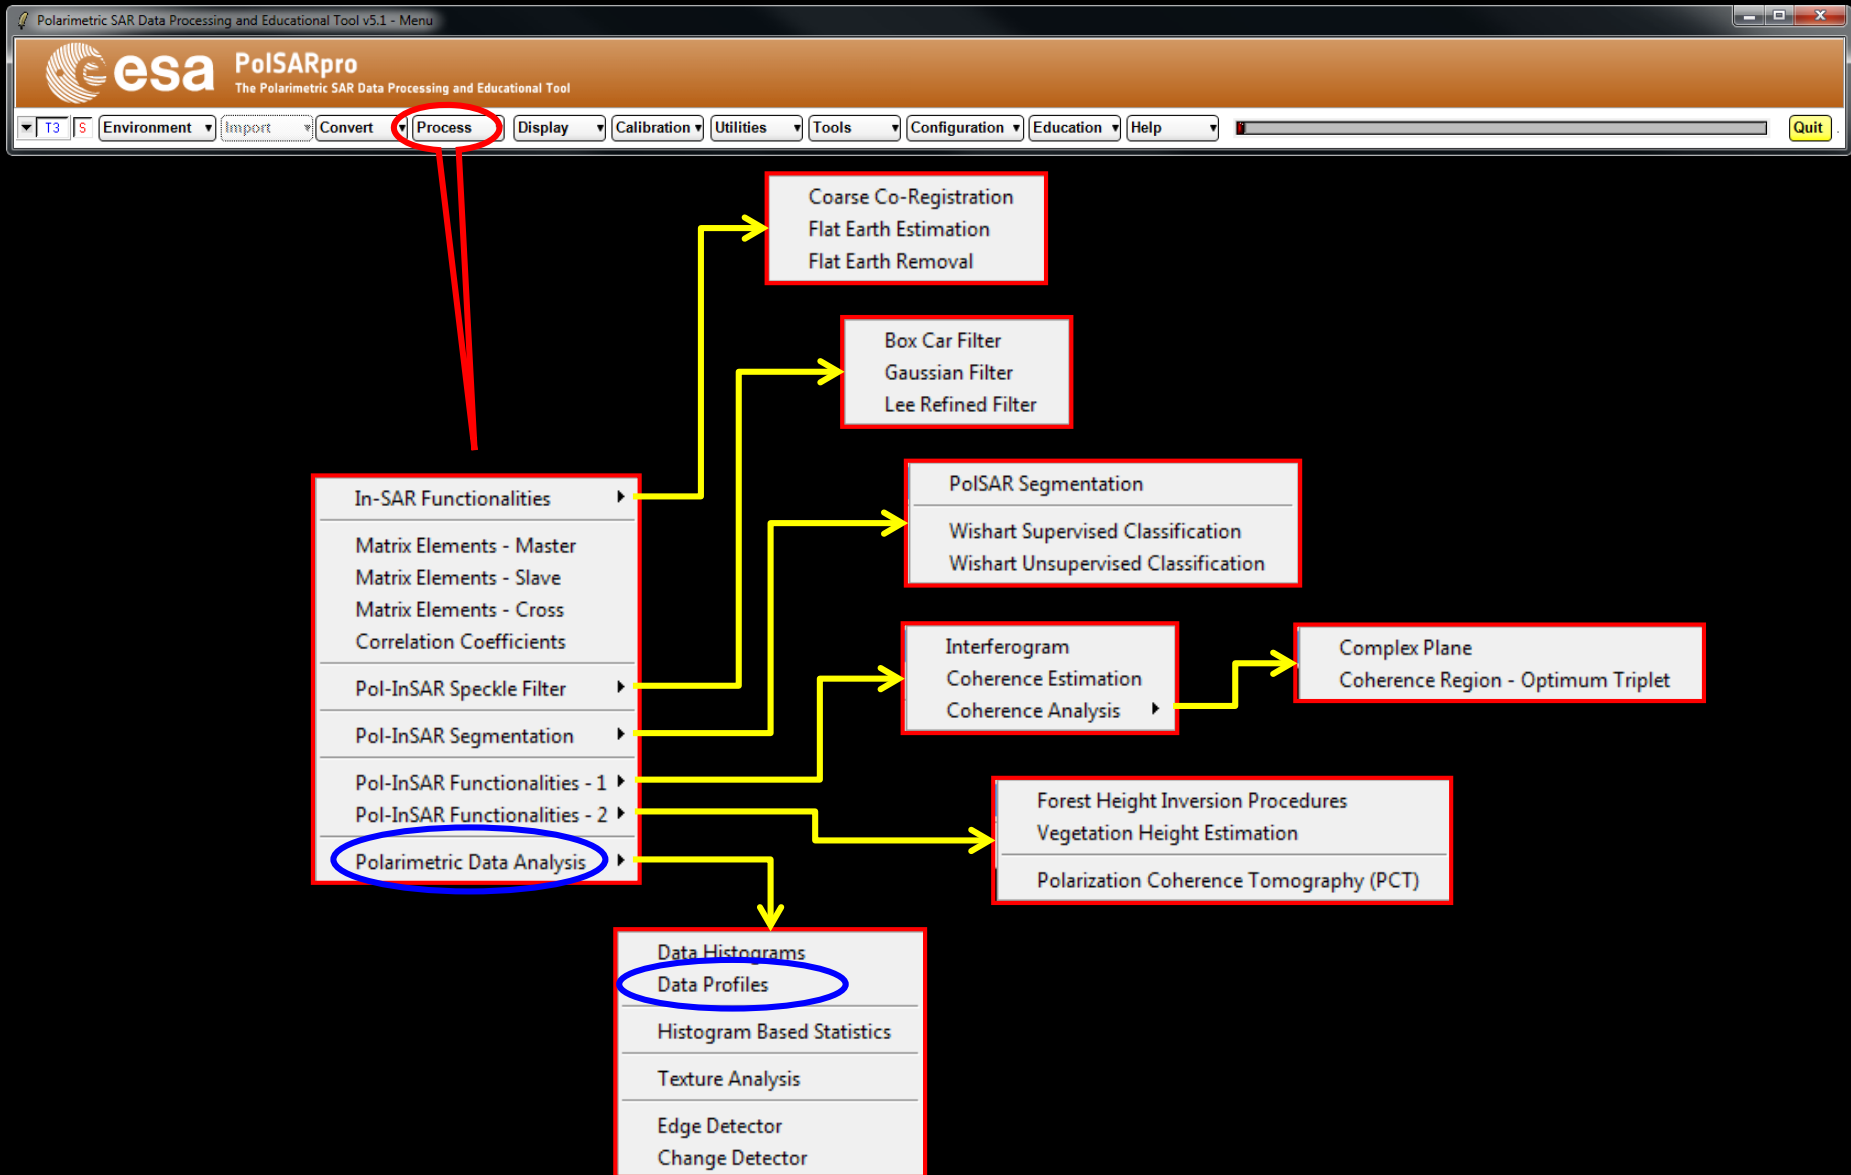 Polarimetric SAR Data Processing and Educational Tool v5.1 - Menu
esa
PolSARpro
The Polarimetric SAR Data Processing and Educational Tool
T3 S Environment Import Convert Process Display Calibration Utilities Tools Configuration Education Help Quit
Coarse Co-Registration
Flat Earth Estimation
Flat Earth Removal
Box Car Filter
Gaussian Filter
Lee Refined Filter
In-SAR Functionalities
Matrix Elements - Master
Matrix Elements - Slave
Matrix Elements - Cross
Correlation Coefficients
Pol-InSAR Speckle Filter
Pol-InSAR Segmentation
Pol-InSAR Functionalities - 1
Pol-InSAR Functionalities - 2
Polarimetric Data Analysis
PolSAR Segmentation
Wishart Supervised Classification
Wishart Unsupervised Classification
Interferogram
Coherence Estimation
Coherence Analysis
Complex Plane
Coherence Region - Optimum Triplet
Forest Height Inversion Procedures
Vegetation Height Estimation
Polarization Coherence Tomography (PCT)
Data Histograms
Data Profiles
Histogram Based Statistics
Texture Analysis
Edge Detector
Change Detector